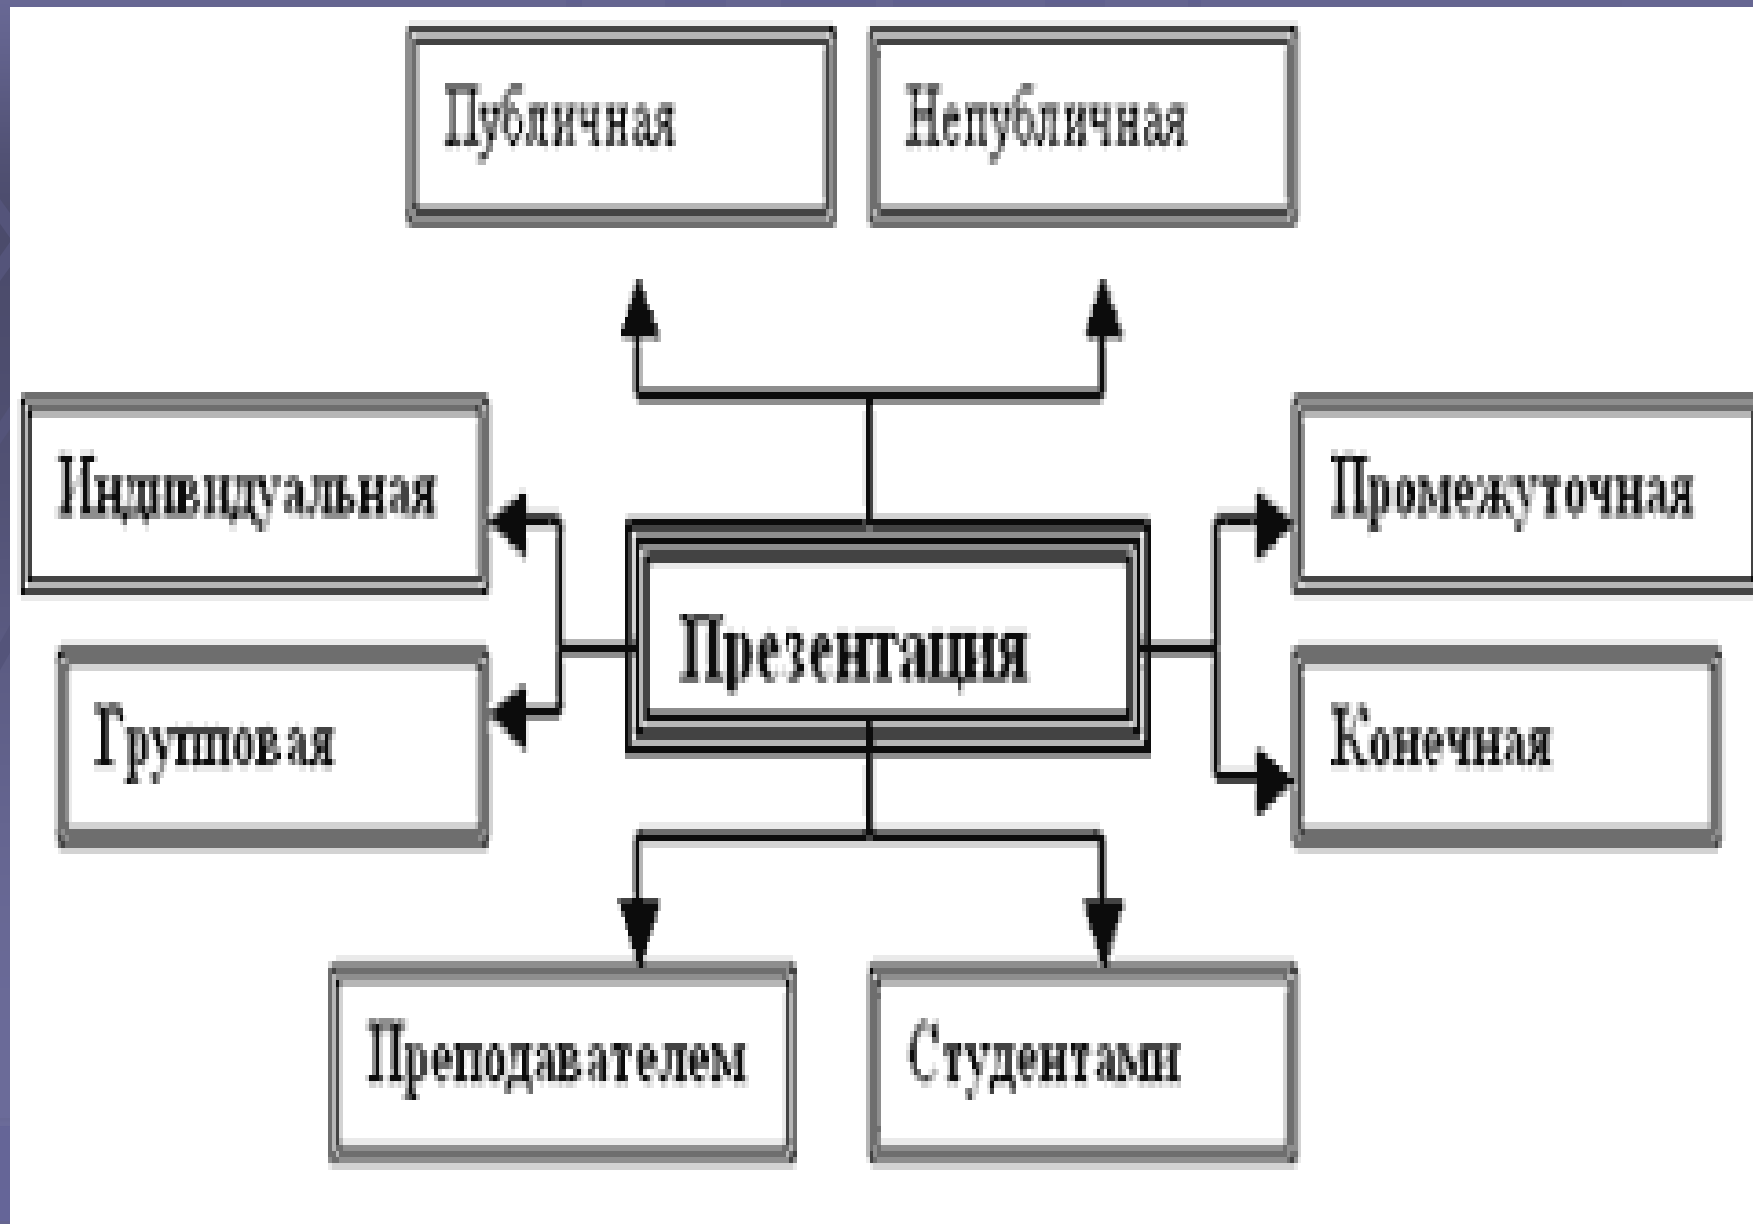 Публичная
Непубличная
Индивидуальная
Промежуточная
Презентация
Групповая
Конечная
Преподавателем
Студентами